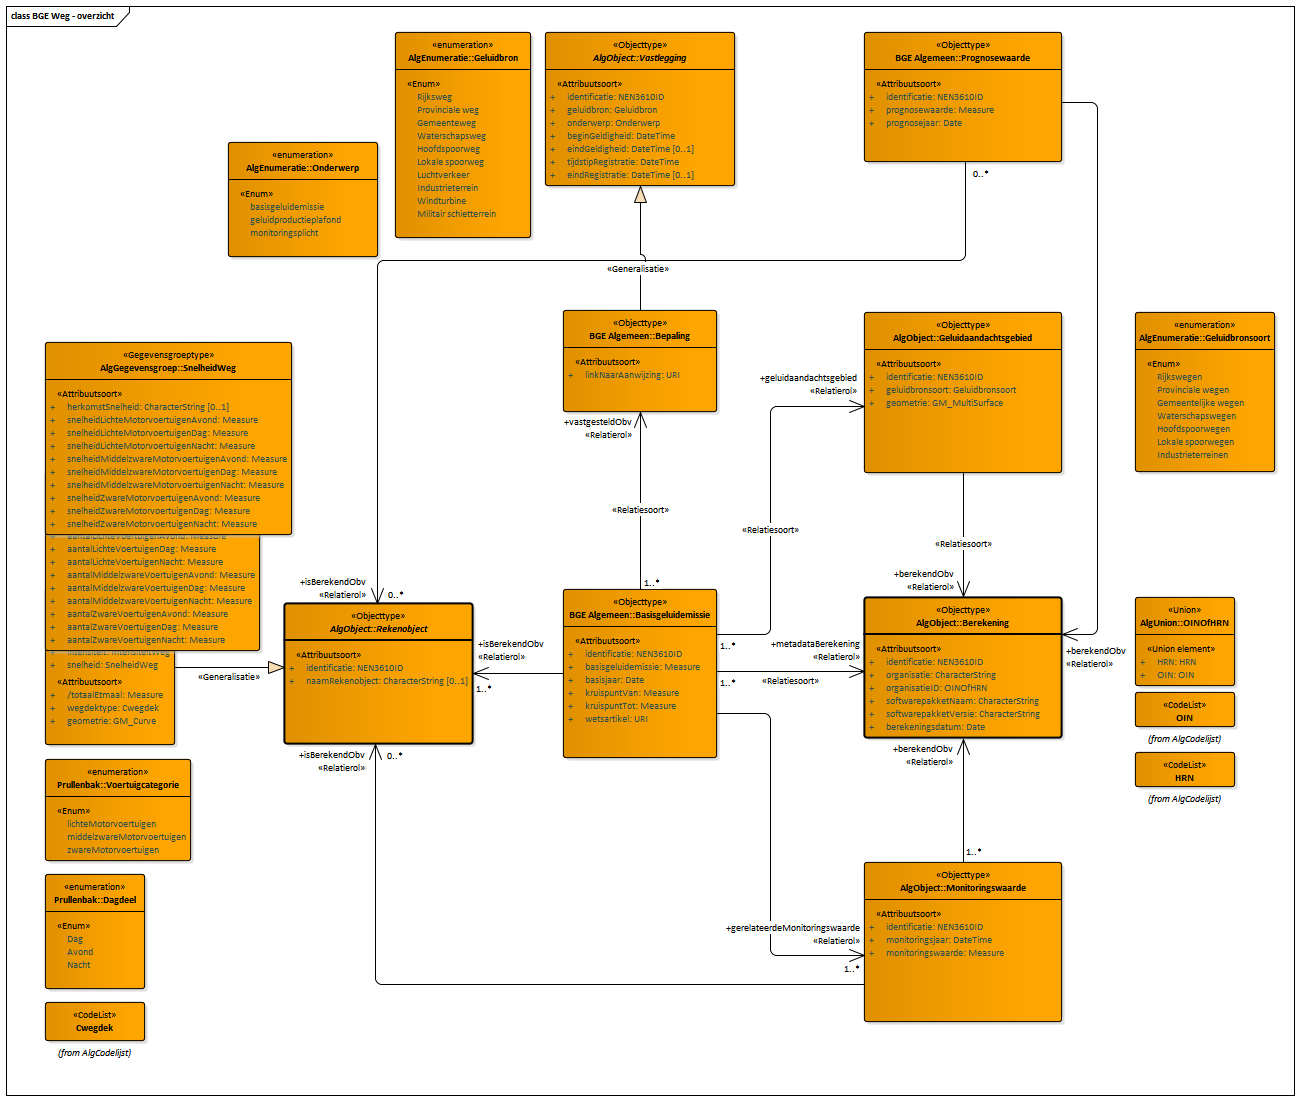 class BGE Weg - overzicht
«enumeration»
AlgEnumeratie::Geluidbron
«Enum»
Rijksweg
Provinciale weg
Gemeenteweg
Waterschapsweg
Hoofdspoorweg
Lokale spoorweg
Luchtverkeer
Industrieterrein
Windturbine
Militair schietterrein
«Objecttype»
AlgObject::Vastlegging
«Attribuutsoort»
+ identificatie: NEN3610ID
+ geluidbron: Geluidbron
+ onderwerp: Onderwerp
+ beginGeldigheid: DateTime
+ eindGeldigheid: DateTime [0..1]
+ tijdstipRegistratie: DateTime
+ eindRegistratie: DateTime [0..1]
«Objecttype»
BGE Algemeen::Prognosewaarde
«Attribuutsoort»
+ identificatie: NEN3610ID
+ prognosewaarde: Measure
+ prognosejaar: Date
0..*
«enumeration»
AlgEnumeratie::Onderwerp
«Enum»
basisgeluidemissie
geluidproductieplafond
monitoringsplicht
«Generalisatie»
«Objecttype»
BGE Algemeen::Bepaling
«Attribuutsoort»
+ linkNaarAanwijzing: URI
+vastgesteldObv
«Relatierol»
«Relatiesoort»
1..*
«Objecttype»
AlgObject::Geluidaandachtsgebied
«Attribuutsoort»
+ identificatie: NEN3610ID
+ geluidbronsoort: Geluidbronsoort
+ geometrie: GM_MultiSurface
+geluidaandachtsgebied
«Relatierol»
«Relatiesoort»
«enumeration»
AlgEnumeratie::Geluidbronsoort
«Enum»
Rijkswegen
Provinciale wegen
Gemeentelijke wegen
Waterschapswegen
Hoofdspoorwegen
Lokale spoorwegen
Industrieterreinen
«Gegevensgroeptype»
AlgGegevensgroep::SnelheidWeg
«Attribuutsoort»
+ herkomstSnelheid: CharacterString [0..1]
+ snelheidLichteMotorvoertuigenAvond: Measure
+ snelheidLichteMotorvoertuigenDag: Measure
+ snelheidLichteMotorvoertuigenNacht: Measure
+ snelheidMiddelzwareMotorvoertuigenAvond: Measure
+ snelheidMiddelzwareMotorvoertuigenDag: Measure
+ snelheidMiddelzwareMotorvoertuigenNacht: Measure
+ snelheidZwareMotorvoertuigenAvond: Measure
+ snelheidZwareMotorvoertuigenDag: Measure
+ snelheidZwareMotorvoertuigenNacht: Measure
+ aantalLichteVoertuigenAvond: Measure
+ aantalLichteVoertuigenDag: Measure
+ aantalLichteVoertuigenNacht: Measure
+ aantalMiddelzwareVoertuigenAvond: Measure
+ aantalMiddelzwareVoertuigenDag: Measure
+ aantalMiddelzwareVoertuigenNacht: Measure
+ aantalZwareVoertuigenAvond: Measure
+ aantalZwareVoertuigenDag: Measure
+ aantalZwareVoertuigenNacht: Measure
+ intensiteit: IntensiteitWeg
+ snelheid: SnelheidWeg
«Attribuutsoort»
+ /totaalEtmaal: Measure
+ wegdektype: Cwegdek
+ geometrie: GM_Curve
«Generalisatie»
+isBerekendObv
«Relatierol»
0..*
«Objecttype»
AlgObject::Rekenobject
«Attribuutsoort»
+ identificatie: NEN3610ID
+ naamRekenobject: CharacterString [0..1]
+isBerekendObv
«Relatierol»
0..*
+isBerekendObv
«Relatierol»
1..*
«Objecttype»
BGE Algemeen::Basisgeluidemissie
«Attribuutsoort»
+ identificatie: NEN3610ID
+ basisgeluidemissie: Measure
+ basisjaar: Date
+ kruispuntVan: Measure
+ kruispuntTot: Measure
+ wetsartikel: URI
1..*
+metadataBerekening
«Relatierol»
1..*
«Relatiesoort»
«Relatiesoort»
+berekendObv
«Relatierol»
«Objecttype»
AlgObject::Berekening
«Attribuutsoort»
+ identificatie: NEN3610ID
+ organisatie: CharacterString
+ organisatieID: OINOfHRN
+ softwarepakketNaam: CharacterString
+ softwarepakketVersie: CharacterString
+ berekeningsdatum: Date
+berekendObv
«Relatierol»
+berekendObv
«Relatierol»
1..*
«Union»
AlgUnion::OINOfHRN
«Union element»
+ HRN: HRN
+ OIN: OIN
«CodeList»
OIN
(from AlgCodelijst)
«CodeList»
HRN
(from AlgCodelijst)
«enumeration»
Prullenbak::Voertuigcategorie
«Enum»
lichteMotorvoertuigen
middelzwareMotorvoertuigen
zwareMotorvoertuigen
«enumeration»
Prullenbak::Dagdeel
«Enum»
Dag
Avond
Nacht
«CodeList»
Cwegdek
(from AlgCodelijst)
+gerelateerdeMonitoringswaarde
«Relatierol»
1..*
«Objecttype»
AlgObject::Monitoringswaarde
«Attribuutsoort»
+ identificatie: NEN3610ID
+ monitoringsjaar: DateTime
+ monitoringswaarde: Measure